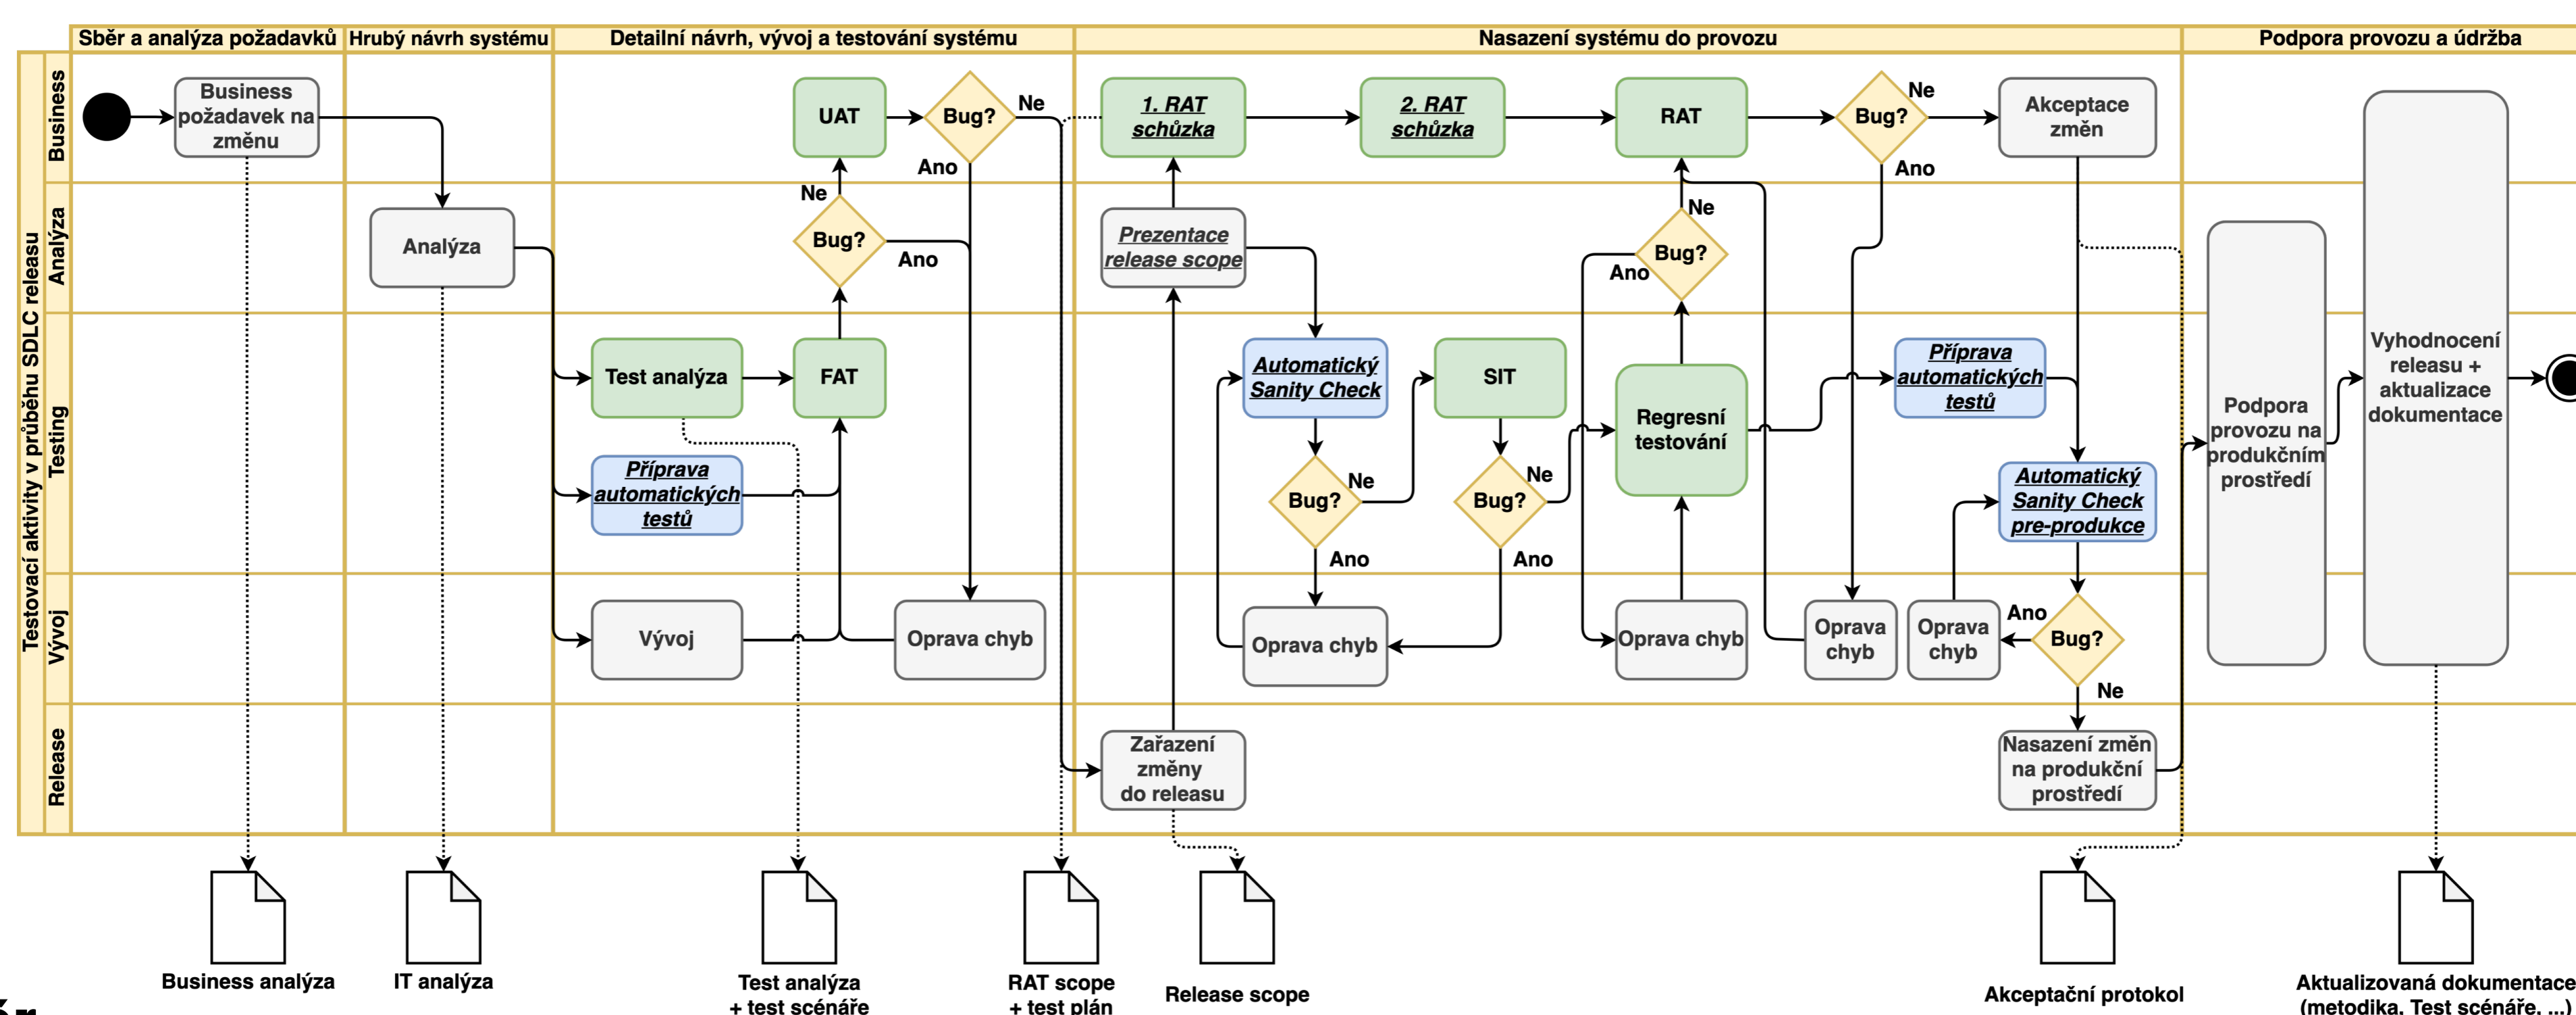 Sběr a analýza požadavků
Hrubý návrh systému
Detailní návrh, vývoj a testování systému
Nasazení systému do provozu
Podpora provozu a údržba
Testovací aktivity v průběhu SDLC releasu
Business
Business
požadavek na
změnu
UAT
Bug?
Ne
Ano
1. RAT
schůzka
2. RAT
schůzka
RAT
Bug?
Ne
Ano
Akceptace
změn
Analýza
Analýza
Ne
Bug?
Ano
Prezentace
release scope
Ne
Bug?
Ano
Testing
Test analýza
FAT
Příprava
automatických
testů
Automatický
Sanity Check
SIT
Bug?
Ne
Ano
Bug?
Ne
Ano
Regresní
testování
Příprava
automatických
testů
Automatický
Sanity Check
pre-produkce
Podpora
provozu na
produkčním
prostředí
Vyhodnocení
releasu +
aktualizace
dokumentace
Vývoj
Vývoj
Oprava chyb
Oprava chyb
Oprava chyb
Oprava
chyb
Oprava
chyb
Ano
Bug?
Ne
Release
Zařazení
změny
do releasu
Nasazení změn
na produkční
prostředí
Business analýza
IT analýza
Test analýza
+ test scénáře
RAT scope
+ test plán
Release scope
Akceptační protokol
Aktualizovaná dokumentace
(metodika, Test scénáře, ...)